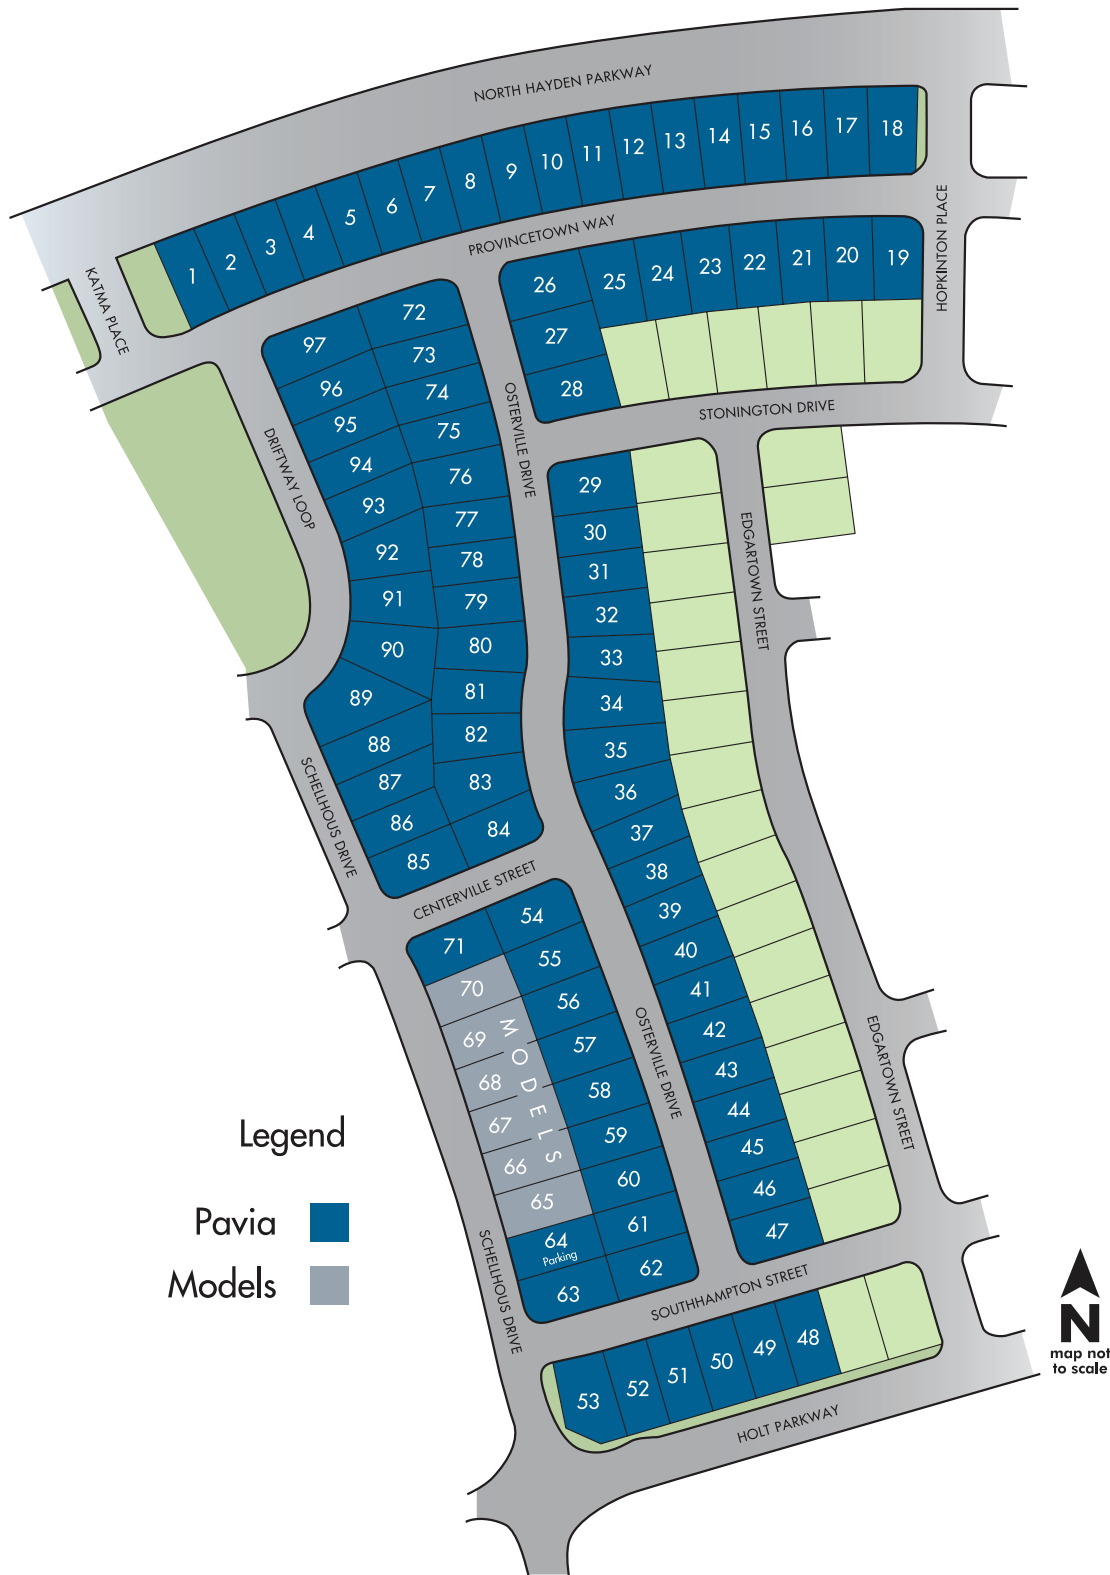 NORTH HAYDEN PARKWAY
1 2 3 4 5 6 7 8 9 10 11 12 13 14 15 16 17 18
KATMA PLACE
PROVINCETOWN WAY
HOPKINTON PLACE
26 25 24 23 22 21 20 19
27
28
STONINGTON DRIVE
OSTERVILLE DRIVE
DRIFTWAY LOOP
97 72
96 73
95 74
94 75
93 76
92 77
91 78
90 79
89 80
88 81
87 82
86 83
85 84
29
30
31
32
33
34
35
36
37
38
39
40
41
42
43
44
45
46
47
EDGARTOWN STREET
SCHELLHOUS DRIVE
CENTERVILLE STREET
71 54
70 55
69 56
68 57
67 58
66 59
65 60
64 61
Parking
63 62
MODELS
OSTERVILLE DRIVE
EDGARTOWN STREET
SCHELLHOUS DRIVE
SOUTHHAMPTON STREET
53 52 51 50 49 48
HOLT PARKWAY
Legend
Pavia
Models
N
map not
to scale